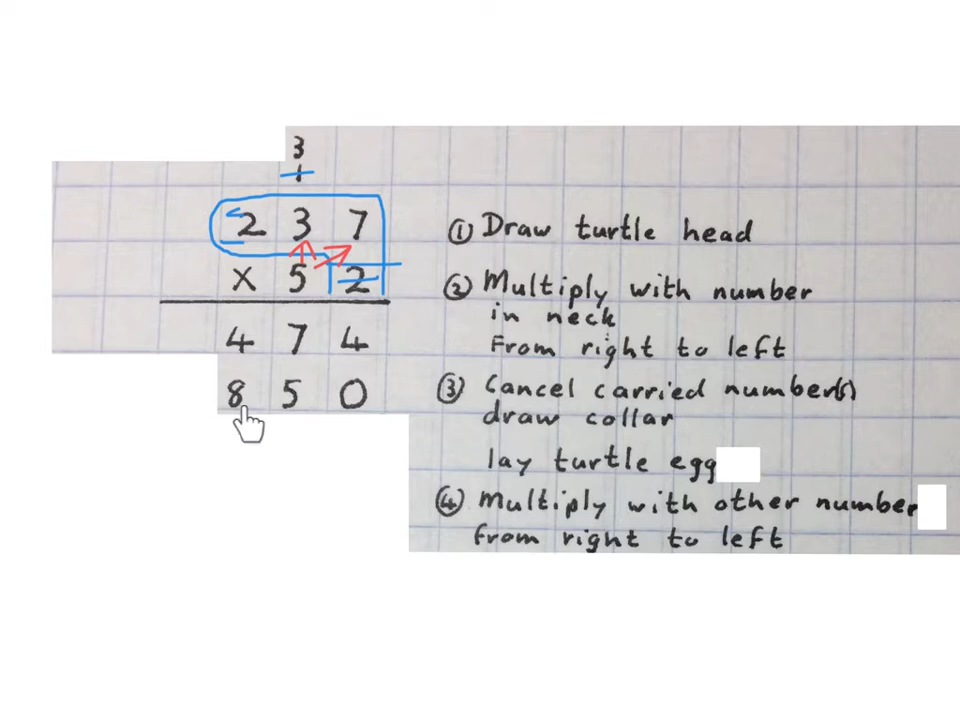 3
1
2 3 7
X 5 2
4 7 4
8 5 0
① Draw turtle head
② Multiply with number
in neck
From right to left
③ Cancel carried number(s)
draw collar
lay turtle egg
④ Multiply with other number
from right to left